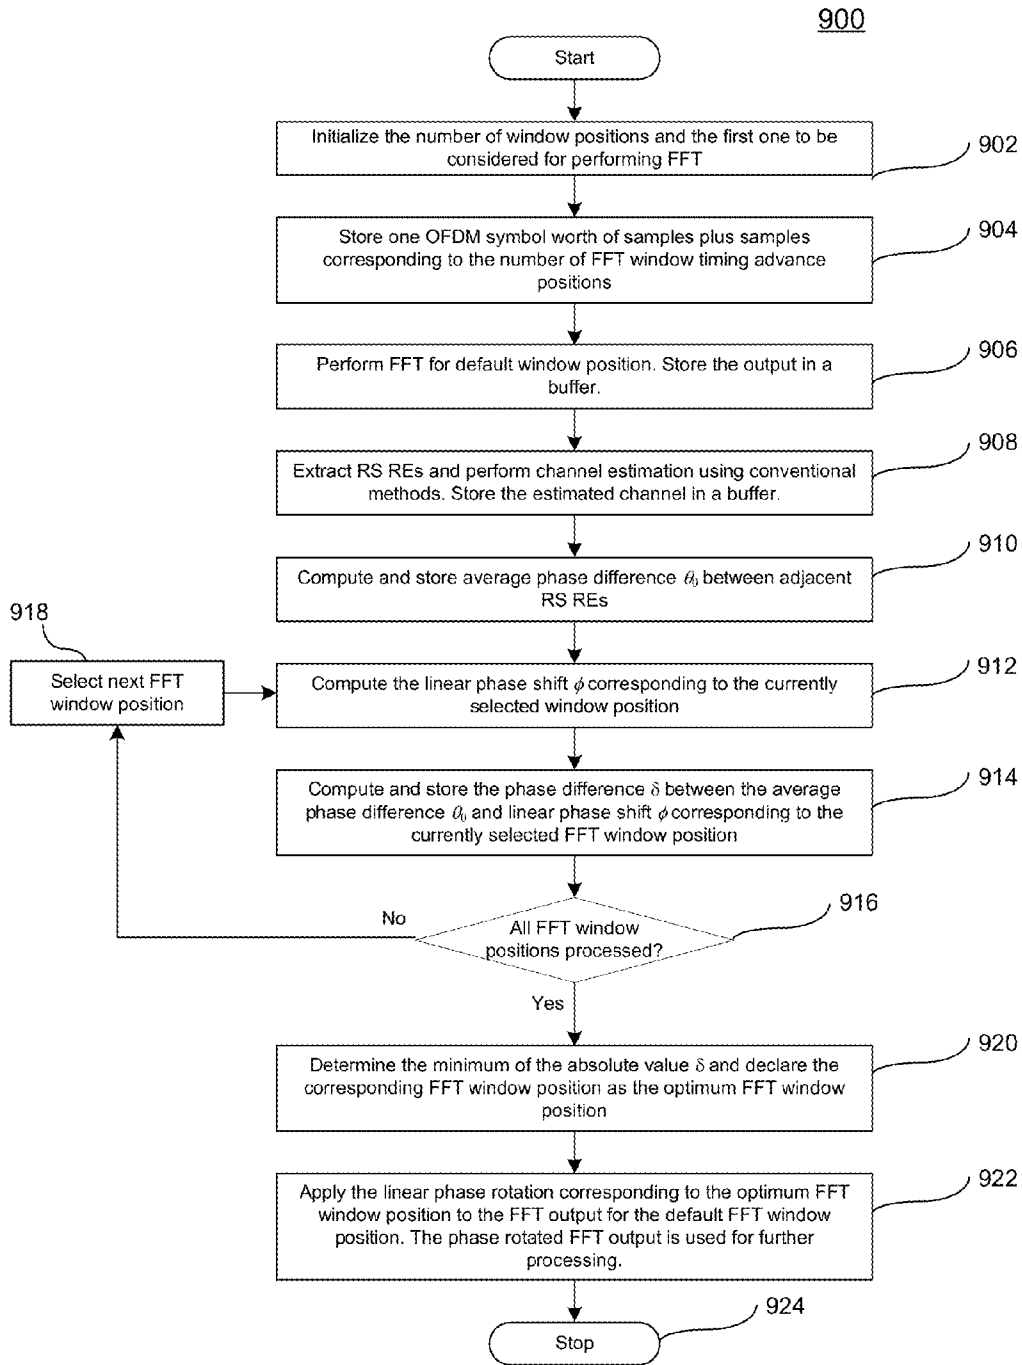 900
Start
Initialize the number of window positions and the first one to be
considered for performing FFT
902
Store one OFDM symbol worth of samples plus samples
corresponding to the number of FFT window timing advance
positions
904
Perform FFT for default window position. Store the output in a
buffer.
906
Extract RS REs and perform channel estimation using conventional
methods. Store the estimated channel in a buffer.
908
Compute and store average phase difference θ₀ between adjacent
RS REs
910
918
Select next FFT
window position
Compute the linear phase shift ϕ corresponding to the currently
selected window position
912
Compute and store the phase difference δ between the average
phase difference θ₀ and linear phase shift ϕ corresponding to the
currently selected FFT window position
914
No
All FFT window
positions processed?
916
Yes
Determine the minimum of the absolute value δ and declare the
corresponding FFT window position as the optimum FFT window
position
920
Apply the linear phase rotation corresponding to the optimum FFT
window position to the FFT output for the default FFT window
position. The phase rotated FFT output is used for further
processing.
922
Stop
924